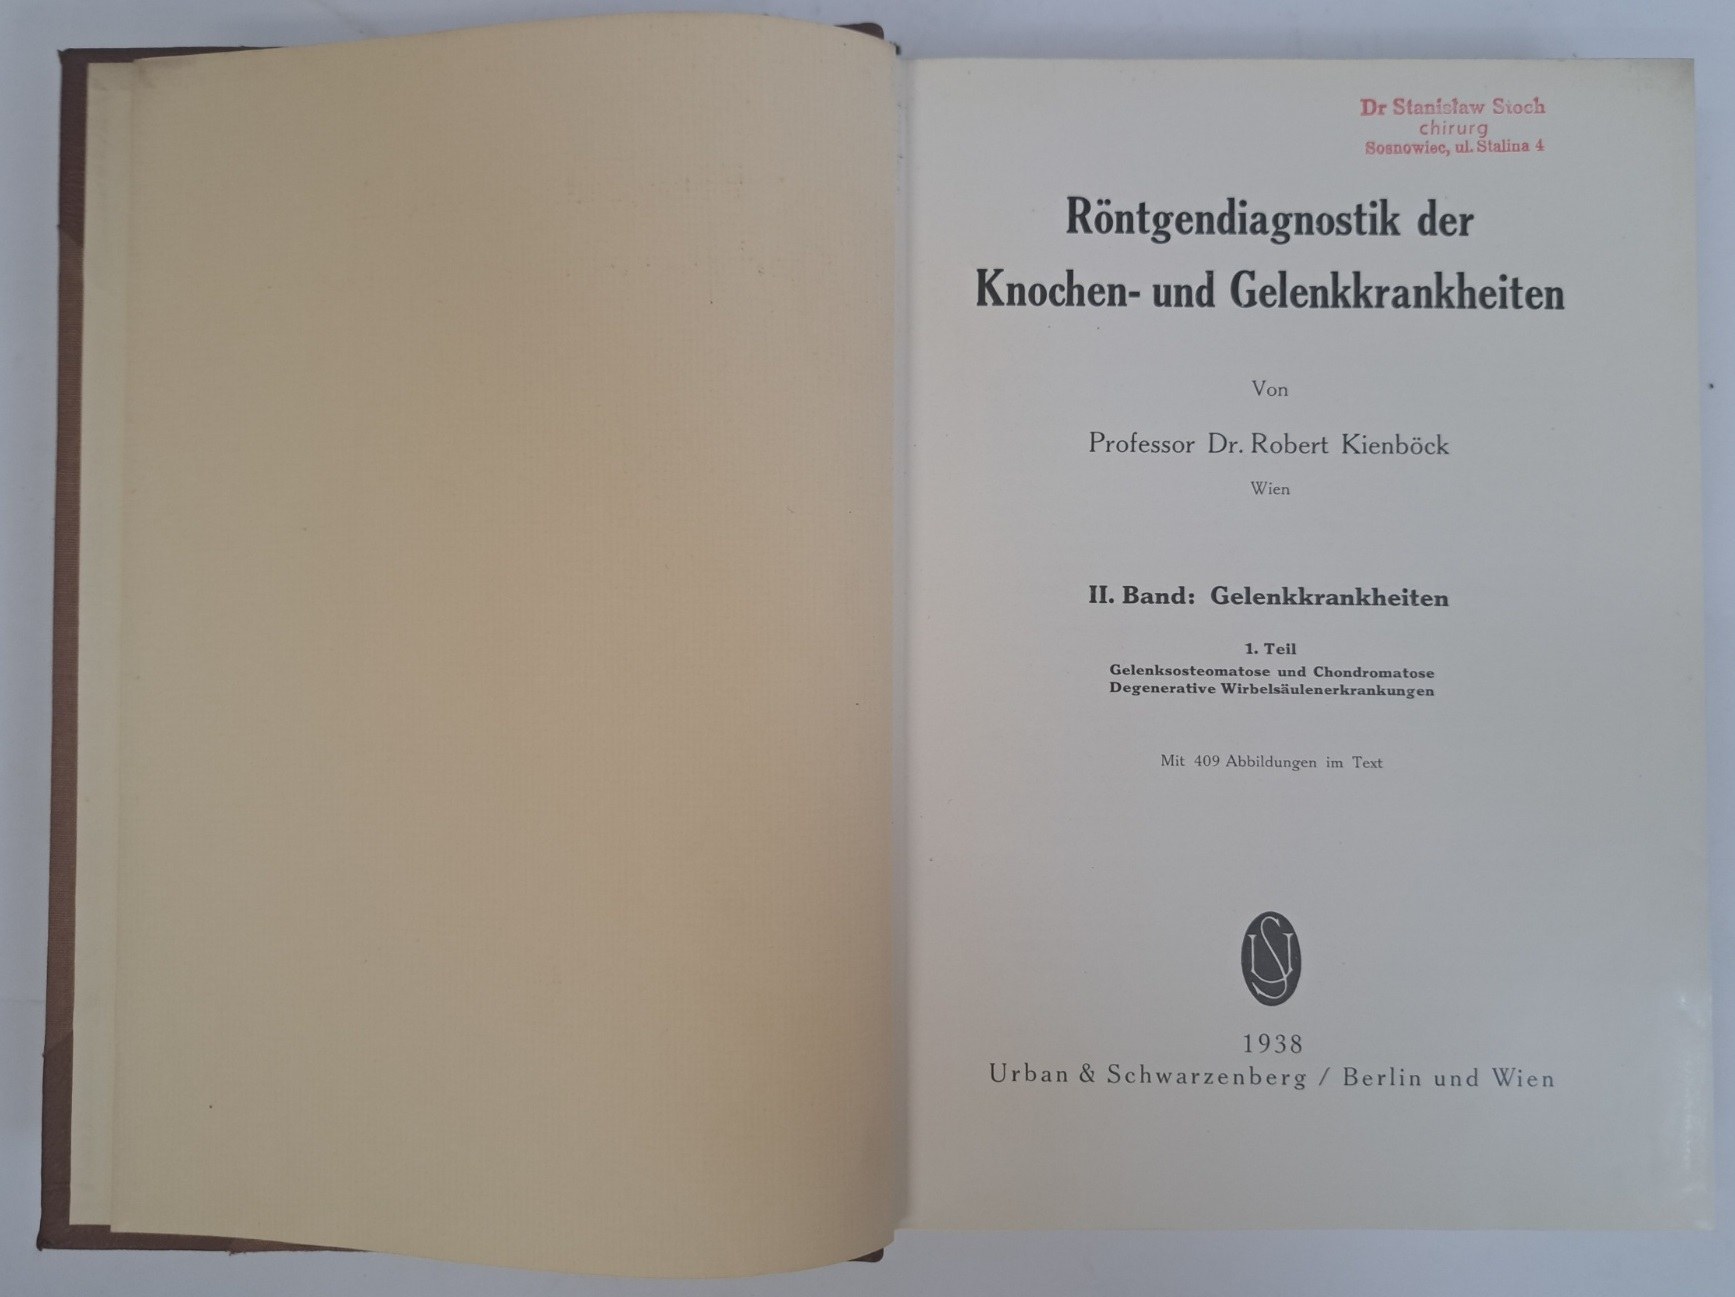 Dr Stanisław Stoch
chirurg
Sosnowiec, ul. Stalina 4
Röntgendiagnostik der
Knochen- und Gelenkkrankheiten
Von
Professor Dr. Robert Kienböck
Wien
II. Band: Gelenkkrankheiten
1. Teil
Gelenksosteomatose und Chondromatose
Degenerative Wirbelsäulenerkrankungen
Mit 409 Abbildungen im Text
US
1938
Urban & Schwarzenberg / Berlin und Wien